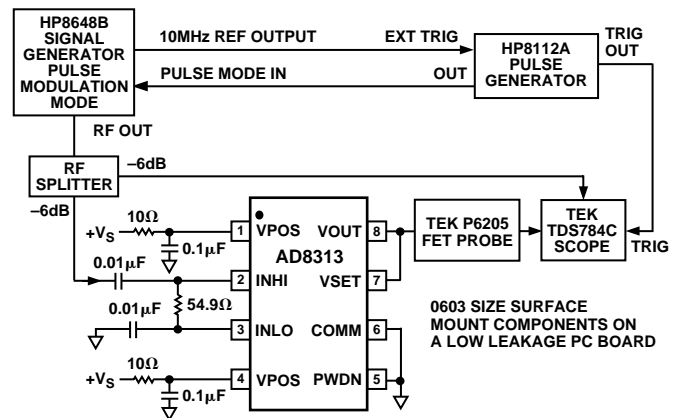 HP8648B
SIGNAL
GENERATOR
PULSE
MODULATION
MODE
10MHz REF OUTPUT
EXT TRIG
PULSE MODE IN
OUT
HP8112A
PULSE
GENERATOR
TRIG
OUT
RF OUT
RF
SPLITTER
–6dB
–6dB
+VS
10Ω
0.1μF
0.01μF
54.9Ω
0.01μF
+VS
10Ω
0.1μF
1 VPOS
2 INHI
3 INLO
4 VPOS
AD8313
VOUT 8
VSET 7
COMM 6
PWDN 5
TEK P6205
FET PROBE
TEK
TDS784C
SCOPE
TRIG
0603 SIZE SURFACE
MOUNT COMPONENTS ON
A LOW LEAKAGE PC BOARD